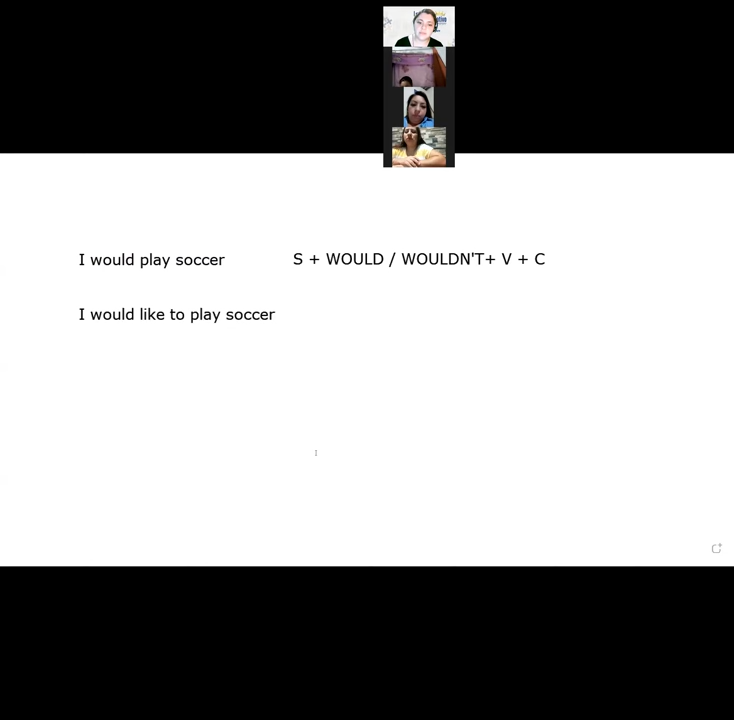 I would play soccer
S + WOULD / WOULDN'T+ V + C
I would like to play soccer